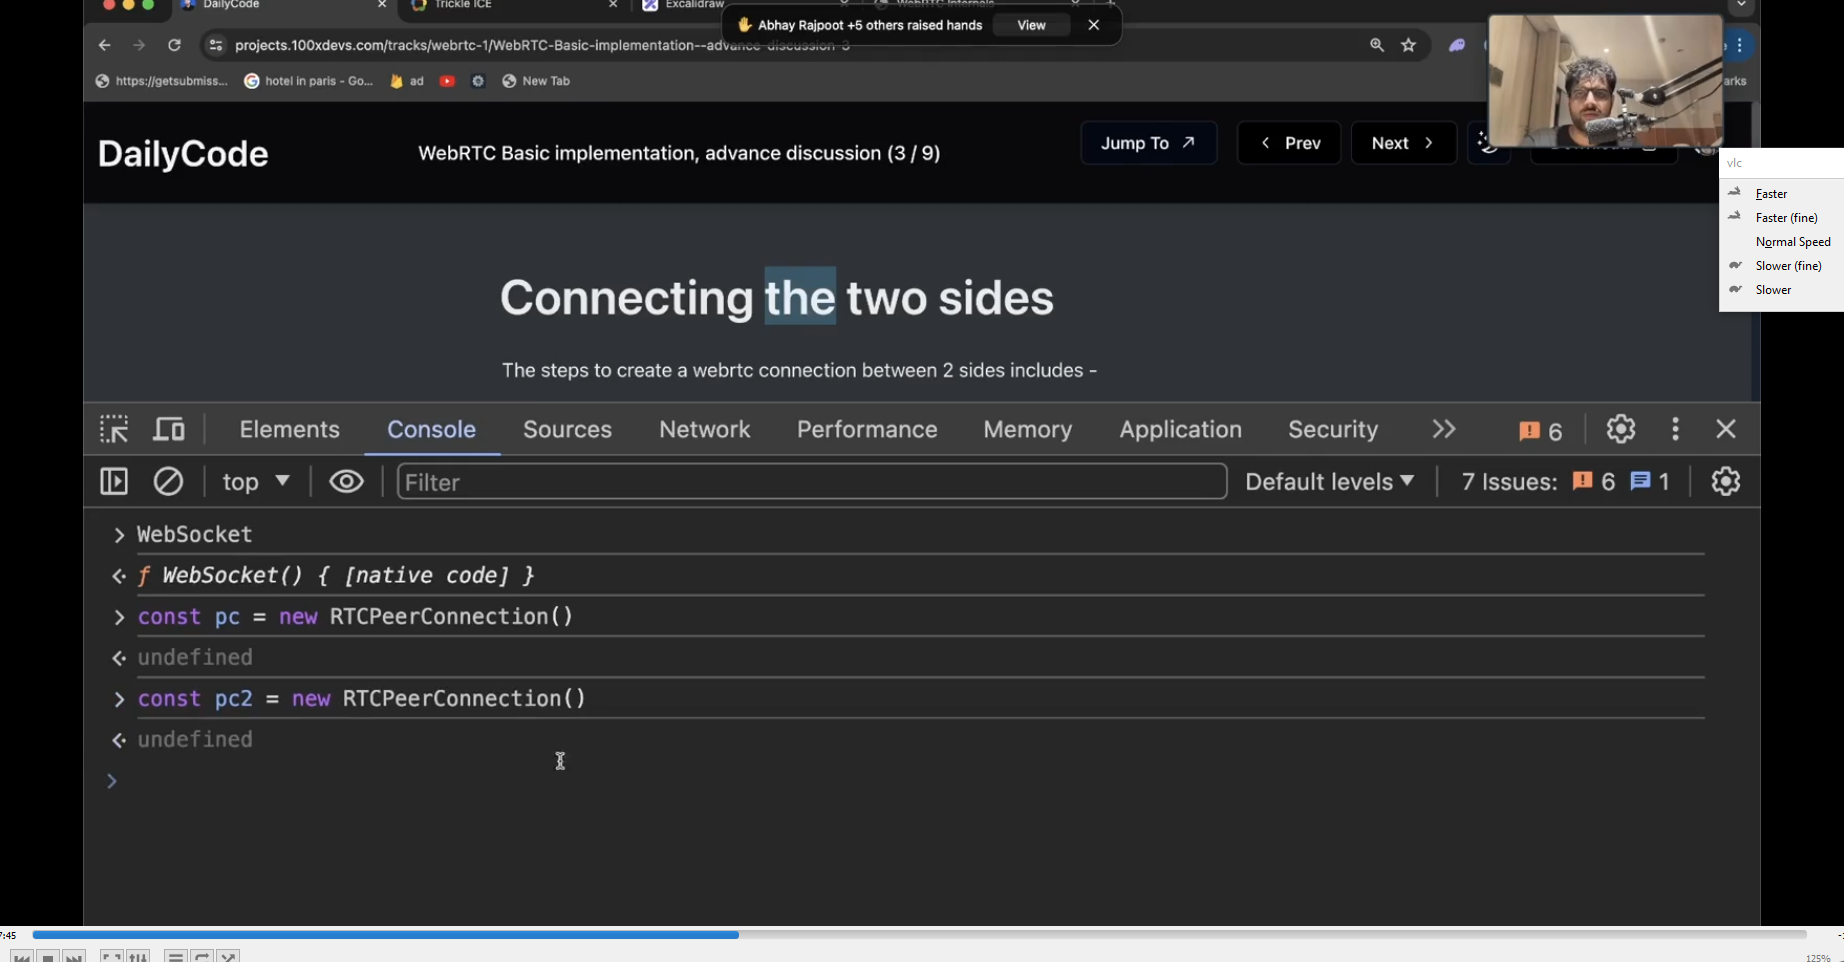 DailyCode
Trickle ICE
Excalidraw
WebRTC Internals
Abhay Rajpoot +5 others raised hands View
projects.100xdevs.com/tracks/webrtc-1/WebRTC-Basic-implementation--advance-discussion-3
https://getsubmiss... hotel in paris - Go... ad New Tab
arks
DailyCode
WebRTC Basic implementation, advance discussion (3 / 9)
Jump To
Prev
Next
vlc
Faster
Faster (fine)
Normal Speed
Slower (fine)
Slower
Connecting the two sides
The steps to create a webrtc connection between 2 sides includes -
Elements Console Sources Network Performance Memory Application Security 6
top Filter Default levels 7 Issues: 6 1
> WebSocket
ƒ WebSocket() { [native code] }
> const pc = new RTCPeerConnection()
undefined
> const pc2 = new RTCPeerConnection()
undefined
>
7:45
125%